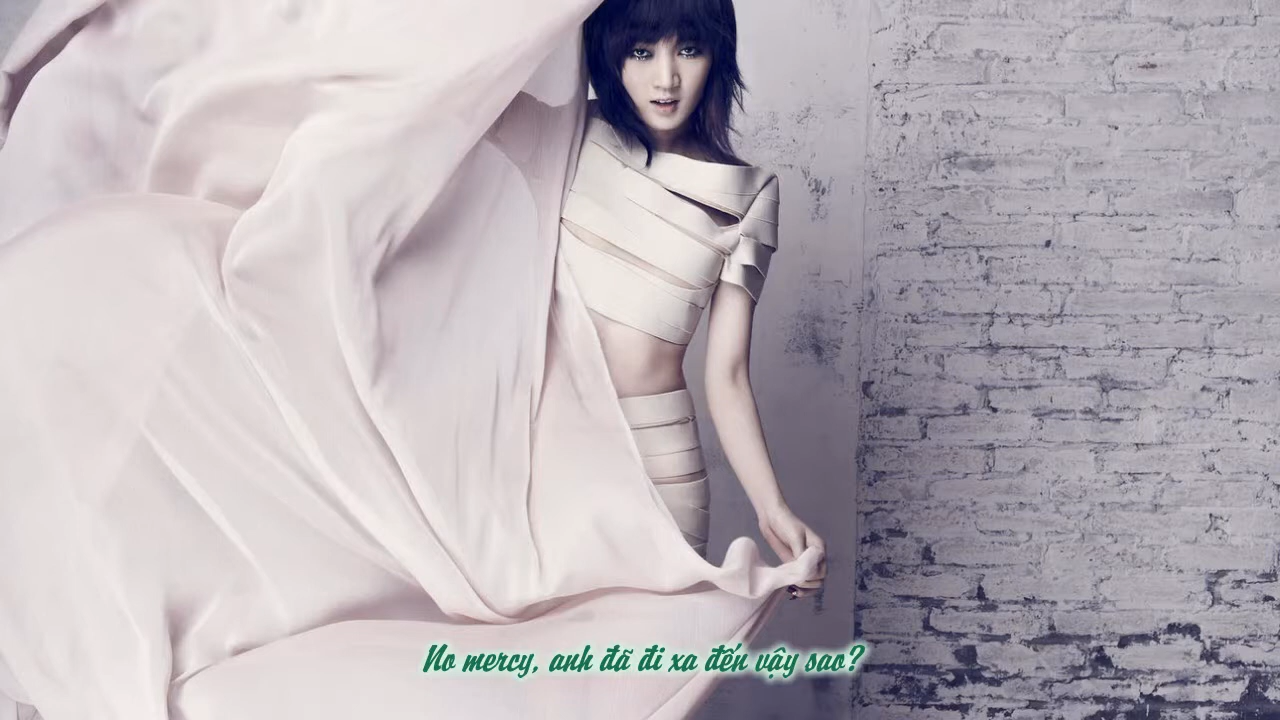 No mercy, anh đã đi xa đến vậy sao?